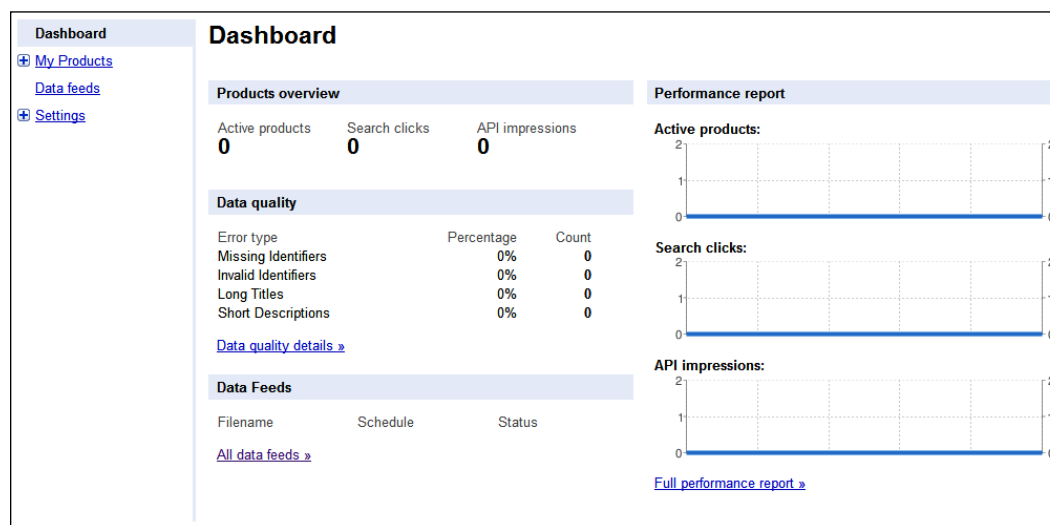 Dashboard
My Products
Data feeds
Settings
Dashboard
Products overview
Active products Search clicks API impressions
0 0 0
Data quality
Error type Percentage Count
Missing Identifiers 0% 0
Invalid Identifiers 0% 0
Long Titles 0% 0
Short Descriptions 0% 0
Data quality details »
Data Feeds
Filename Schedule Status
All data feeds »
Performance report
Active products:
2
1
0
Search clicks:
2
1
0
API impressions:
2
1
0
Full performance report »